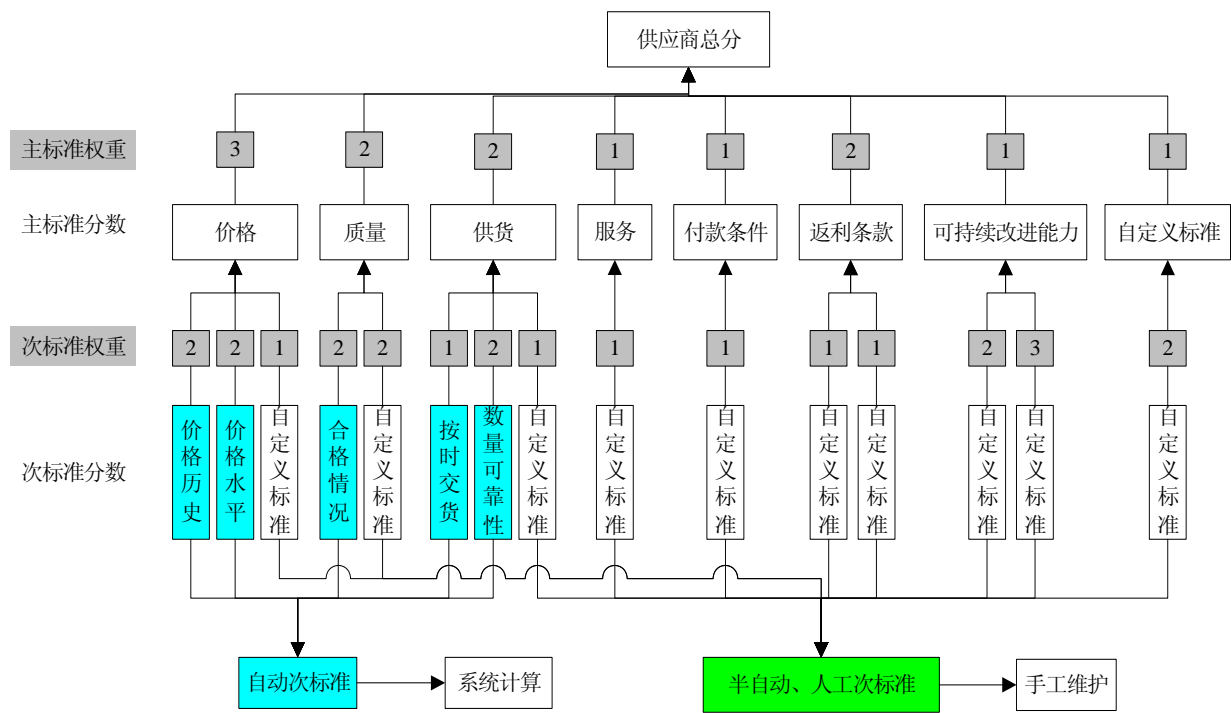 供应商总分
主标准权重
3
2
2
1
1
2
1
1
主标准分数
价格
质量
供货
服务
付款条件
返利条款
可持续改进能力
自定义标准
次标准权重
2
2
1
2
2
1
2
1
1
1
1
1
2
3
2
次标准分数
价格历史
价格水平
自定义标准
合格情况
自定义标准
按时交货
数量可靠性
自定义标准
自定义标准
自定义标准
自定义标准
自定义标准
自定义标准
自定义标准
自定义标准
自动次标准
系统计算
半自动、人工次标准
手工维护